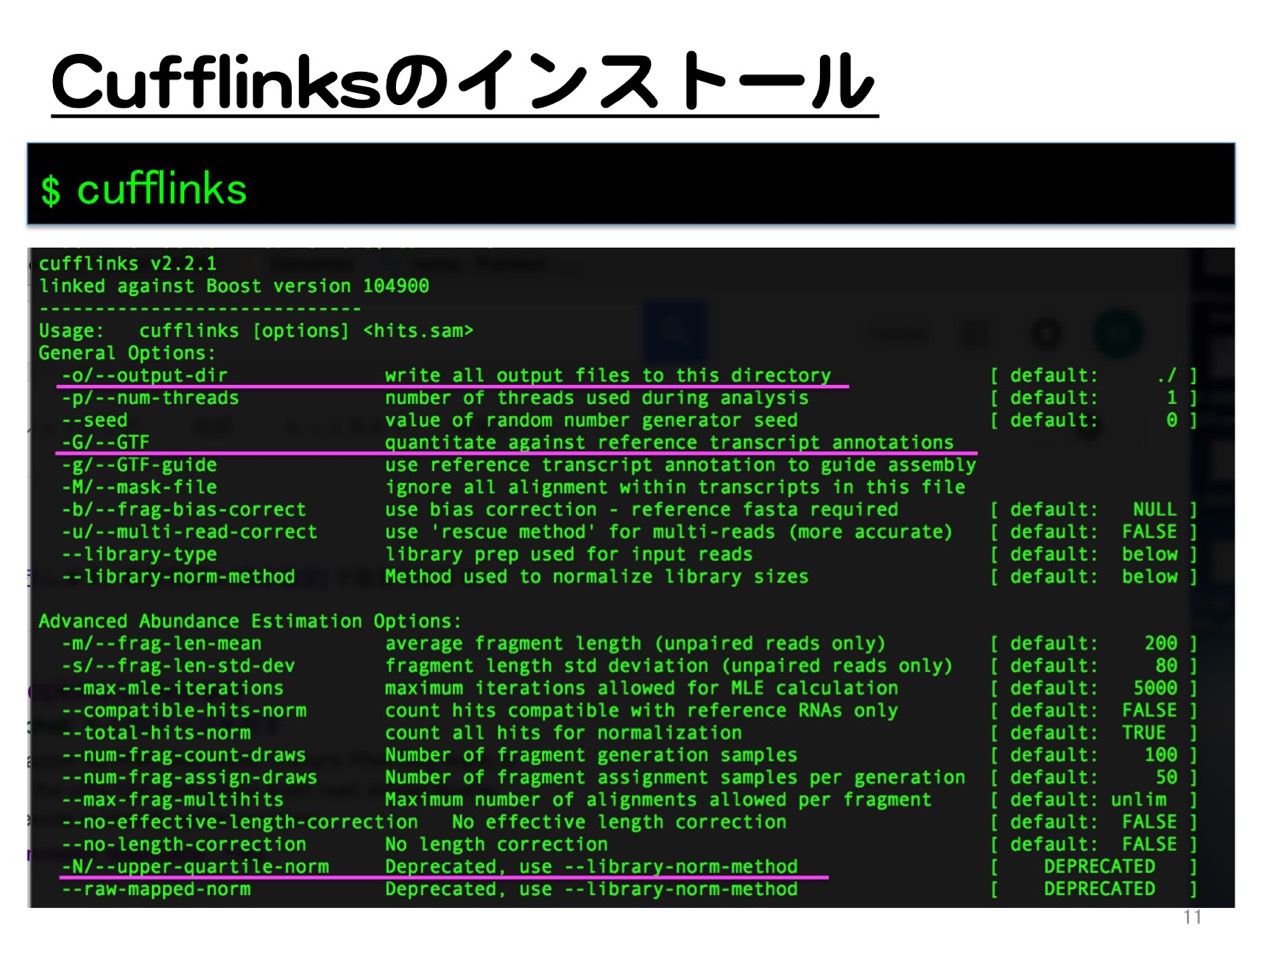 Cufflinksのインストール
$ cufflinks
cufflinks v2.2.1
linked against Boost version 104900
-----------------------------
Usage:   cufflinks [options] <hits.sam>
General Options:
-o/--output-dir write all output files to this directory [ default: ./ ]
-p/--num-threads number of threads used during analysis [ default: 1 ]
--seed value of random number generator seed [ default: 0 ]
-G/--GTF quantitate against reference transcript annotations
-g/--GTF-guide use reference transcript annotation to guide assembly
-M/--mask-file ignore all alignment within transcripts in this file
-b/--frag-bias-correct use bias correction - reference fasta required [ default: NULL ]
-u/--multi-read-correct use 'rescue method' for multi-reads (more accurate) [ default: FALSE ]
--library-type library prep used for input reads [ default: below ]
--library-norm-method Method used to normalize library sizes [ default: below ]
Advanced Abundance Estimation Options:
-m/--frag-len-mean average fragment length (unpaired reads only) [ default: 200 ]
-s/--frag-len-std-dev fragment length std deviation (unpaired reads only) [ default: 80 ]
--max-mle-iterations maximum iterations allowed for MLE calculation [ default: 5000 ]
--compatible-hits-norm count hits compatible with reference RNAs only [ default: FALSE ]
--total-hits-norm count all hits for normalization [ default: TRUE ]
--num-frag-count-draws Number of fragment generation samples [ default: 100 ]
--num-frag-assign-draws Number of fragment assignment samples per generation [ default: 50 ]
--max-frag-multihits Maximum number of alignments allowed per fragment [ default: unlim ]
--no-effective-length-correction No effective length correction [ default: FALSE ]
--no-length-correction No length correction [ default: FALSE ]
-N/--upper-quartile-norm Deprecated, use --library-norm-method [ DEPRECATED ]
--raw-mapped-norm Deprecated, use --library-norm-method [ DEPRECATED ]
11